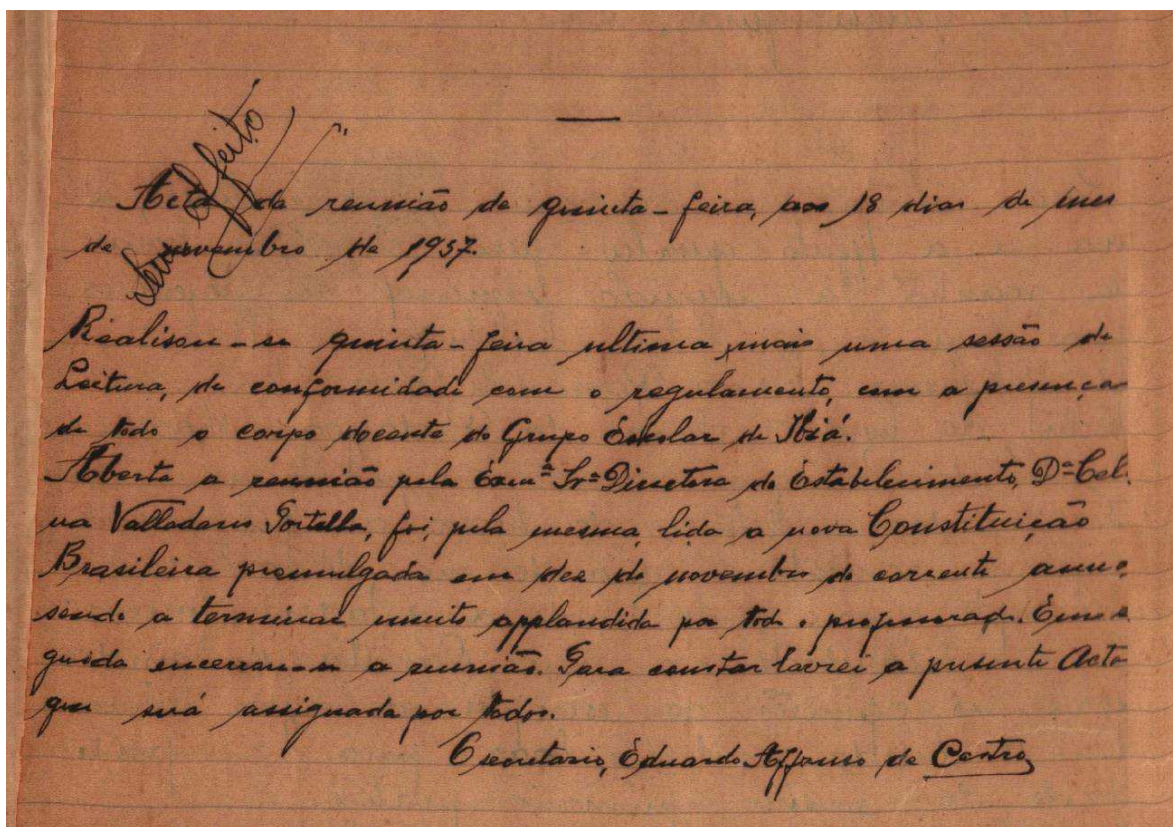 Sem effeito
Acta da reunião de quinta-feira, aos 18 dias do mes
de novembro de 1937.
Realisou-se quinta-feira ultima, mais uma sessão de
Leitura, de conformidade com o regulamento, com a presença
de todo o corpo docente do Grupo Escolar de Ibiá.
Aberta a reunião pela Exmª Srª Directora do Estabelecimento, Dª Cel-
na Valladares Portella, foi, pela mesma, lida a nova Constituição
Brasileira promulgada em dez de novembro do corrente anno,
sendo a terminar muito applaudida por todo o professorado. Em se-
guida encerrou-se a reunião. Para constar lavrei a presente Acta
que será assignada por todos.
O secretario, Eduardo Affonso de Castro